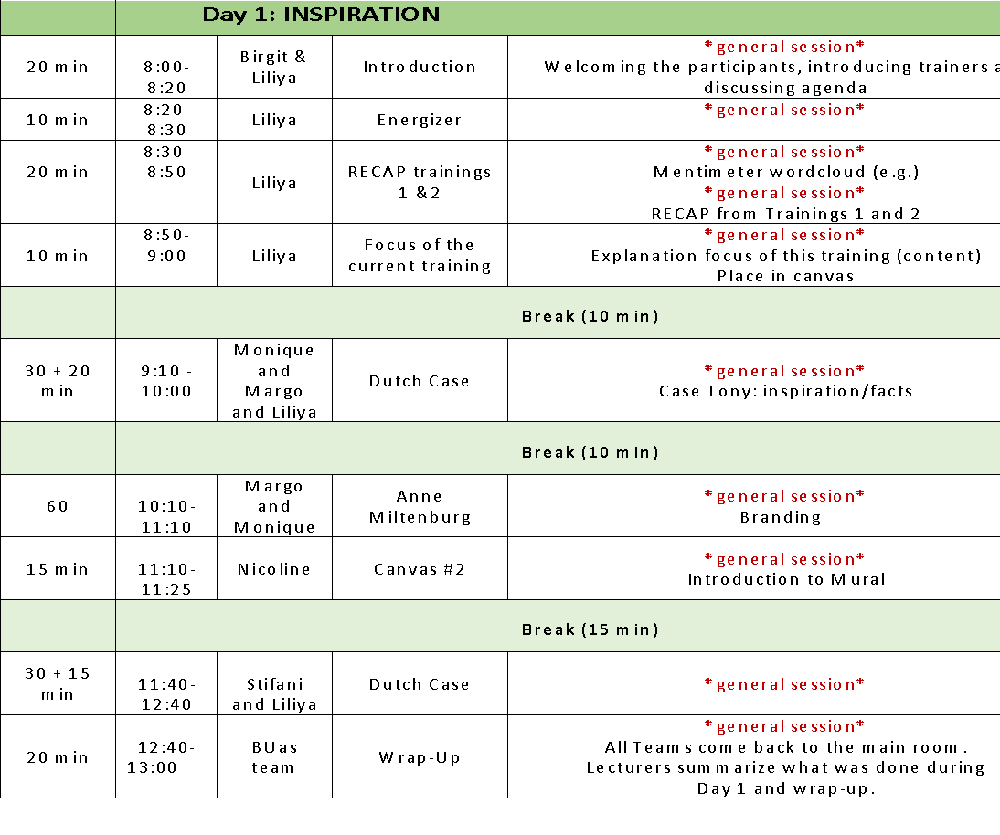 Day 1: INSPIRATION
20 min
8:00-
8:20
Birgit &
Liliya
Introduction
*general session*
Welcoming the participants, introducing trainers a
discussing agenda
10 min
8:20-
8:30
Liliya
Energizer
*general session*
20 min
8:30-
8:50
Liliya
RECAP trainings
1 &2
*general session*
Mentimeter wordcloud (e.g.)
*general session*
RECAP from Trainings 1 and 2
10 min
8:50-
9:00
Liliya
Focus of the
current training
*general session*
Explanation focus of this training (content)
Place in canvas
Break (10 min)
30 + 20
min
9:10 -
10:00
Monique
and
Margo
and Liliya
Dutch Case
*general session*
Case Tony: inspiration/facts
Break (10 min)
60
10:10-
11:10
Margo
and
Monique
Anne
Miltenburg
*general session*
Branding
15 min
11:10-
11:25
Nicoline
Canvas #2
*general session*
Introduction to Mural
Break (15 min)
30 + 15
min
11:40-
12:40
Stifani
and Liliya
Dutch Case
*general session*
20 min
12:40-
13:00
BUas
team
Wrap-Up
*general session*
All Teams come back to the main room.
Lecturers summarize what was done during
Day 1 and wrap-up.